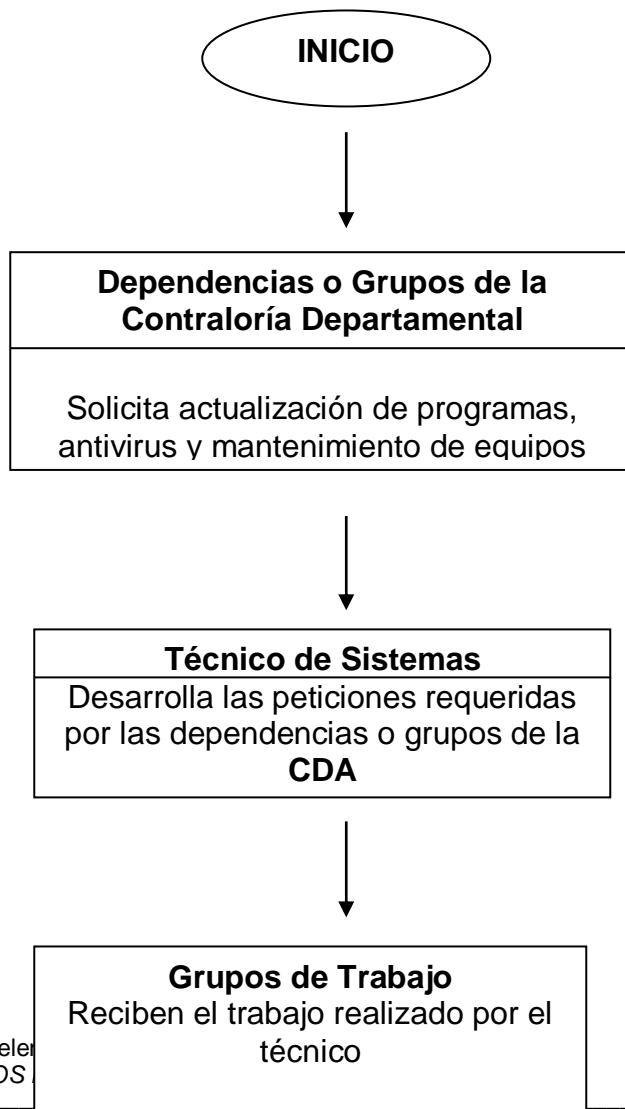 INICIO
Dependencias o Grupos de la
Contraloría Departamental
Solicita actualización de programas,
antivirus y mantenimiento de equipos
Técnico de Sistemas
Desarrolla las peticiones requeridas
por las dependencias o grupos de la
CDA
Grupos de Trabajo
Reciben el trabajo realizado por el
técnico